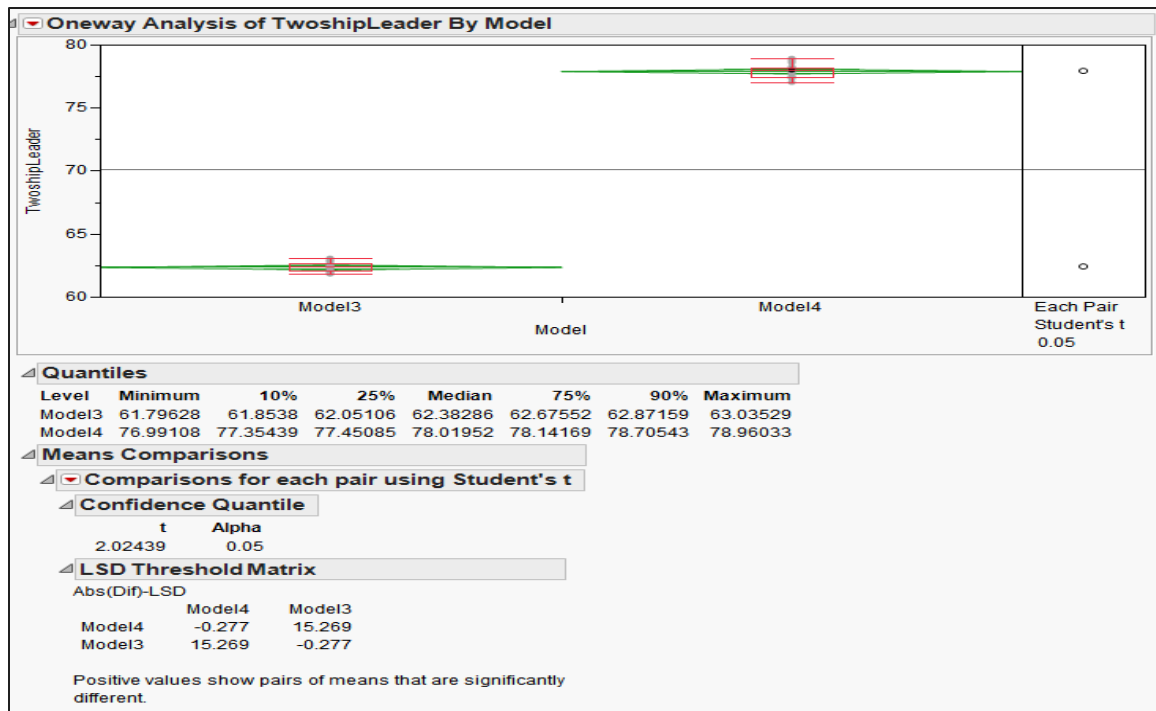 Oneway Analysis of TwoshipLeader By Model
80
75
70
65
60
TwoshipLeader
Model3 Model4
Model
Each Pair
Student's t
0.05
Quantiles
Level Minimum 10% 25% Median 75% 90% Maximum
Model3 61.79628 61.8538 62.05106 62.38286 62.67552 62.87159 63.03529
Model4 76.99108 77.35439 77.45085 78.01952 78.14169 78.70543 78.96033
Means Comparisons
Comparisons for each pair using Student's t
Confidence Quantile
t Alpha
2.02439 0.05
LSD Threshold Matrix
Abs(Dif)-LSD
Model4 Model3
Model4 -0.277 15.269
Model3 15.269 -0.277
Positive values show pairs of means that are significantly
different.